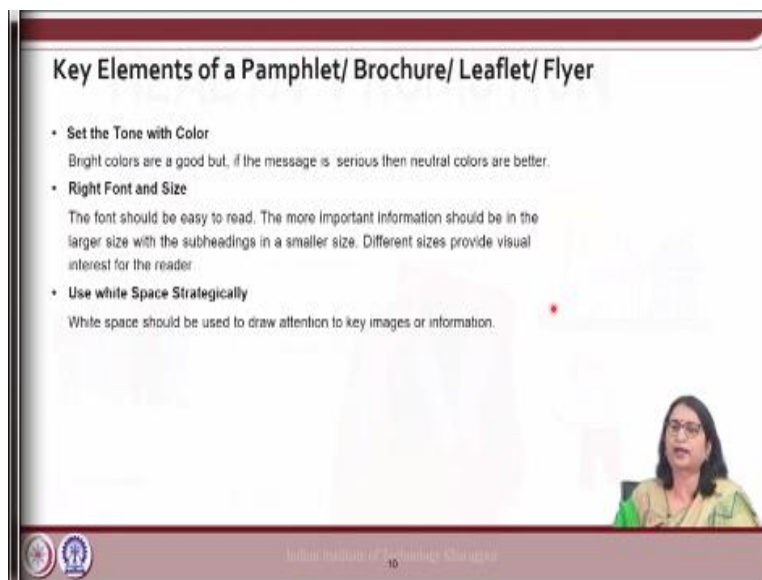 Key Elements of a Pamphlet/ Brochure/ Leaflet/ Flyer
• Set the Tone with Color
Bright colors are a good but, if the message is serious then neutral colors are better.
• Right Font and Size
The font should be easy to read. The more important information should be in the
larger size with the subheadings in a smaller size. Different sizes provide visual
interest for the reader
• Use white Space Strategically
White space should be used to draw attention to key images or information.
Indian Institute of Technology Kharagpur
10